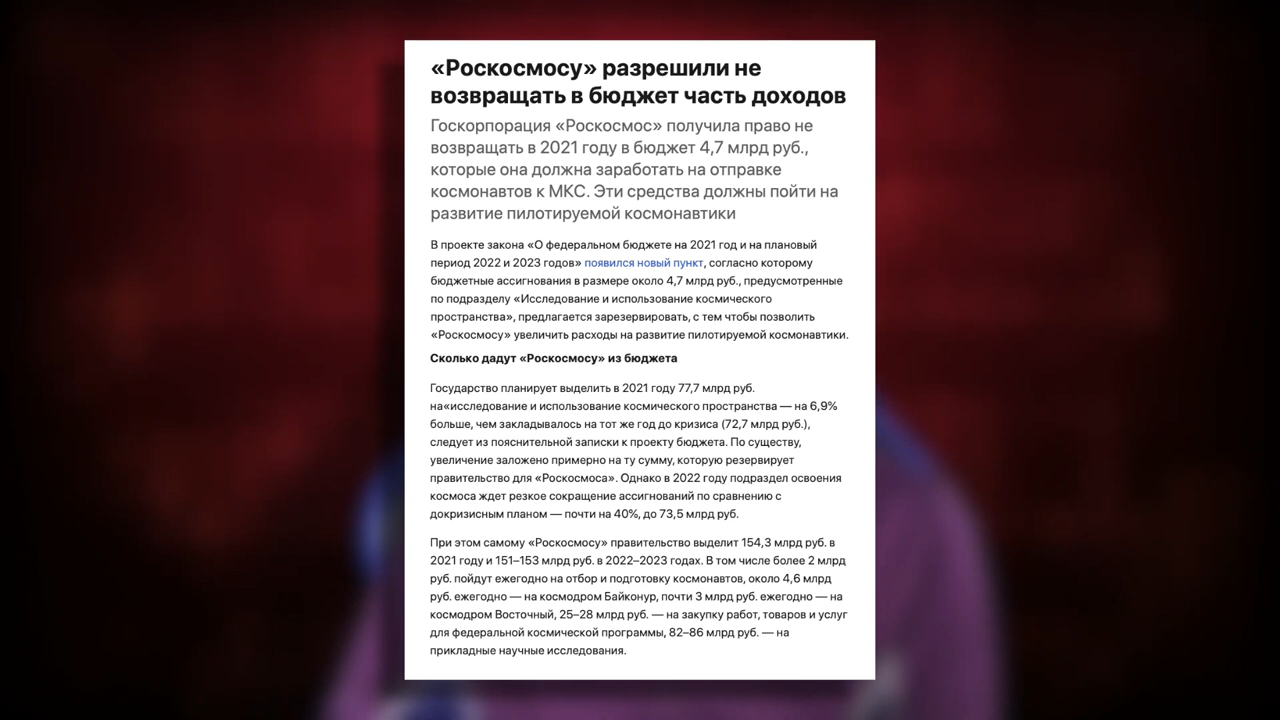 «Роскосмосу» разрешили не
возвращать в бюджет часть доходов
Госкорпорация «Роскосмос» получила право не
возвращать в 2021 году в бюджет 4,7 млрд руб.,
которые она должна заработать на отправке
космонавтов к МКС. Эти средства должны пойти на
развитие пилотируемой космонавтики
В проекте закона «О федеральном бюджете на 2021 год и на плановый
период 2022 и 2023 годов» появился новый пункт, согласно которому
бюджетные ассигнования в размере около 4,7 млрд руб., предусмотренные
по подразделу «Исследование и использование космического
пространства», предлагается зарезервировать, с тем чтобы позволить
«Роскосмосу» увеличить расходы на развитие пилотируемой космонавтики.
Сколько дадут «Роскосмосу» из бюджета
Государство планирует выделить в 2021 году 77,7 млрд руб.
на«исследование и использование космического пространства — на 6,9%
больше, чем закладывалось на тот же год до кризиса (72,7 млрд руб.),
следует из пояснительной записки к проекту бюджета. По существу,
увеличение заложено примерно на ту сумму, которую резервирует
правительство для «Роскосмоса». Однако в 2022 году подраздел освоения
космоса ждет резкое сокращение ассигнований по сравнению с
докризисным планом — почти на 40%, до 73,5 млрд руб.
При этом самому «Роскосмосу» правительство выделит 154,3 млрд руб. в
2021 году и 151–153 млрд руб. в 2022–2023 годах. В том числе более 2 млрд
руб. пойдут ежегодно на отбор и подготовку космонавтов, около 4,6 млрд
руб. ежегодно — на космодром Байконур, почти 3 млрд руб. ежегодно — на
космодром Восточный, 25–28 млрд руб. — на закупку работ, товаров и услуг
для федеральной космической программы, 82–86 млрд руб. — на
прикладные научные исследования.